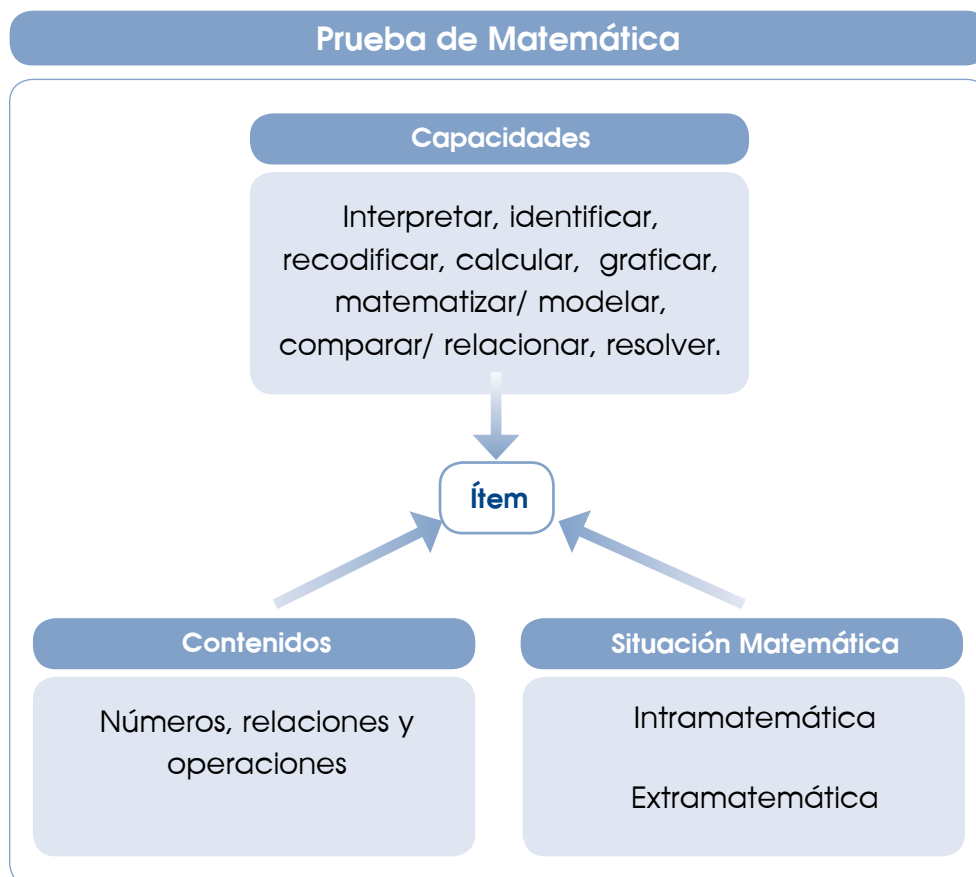 Prueba de Matemática
Capacidades
Interpretar, identificar,
recodificar, calcular, graficar,
matematizar/ modelar,
comparar/ relacionar, resolver.
Ítem
Contenidos
Números, relaciones y
operaciones
Situación Matemática
Intramatemática
Extramatemática